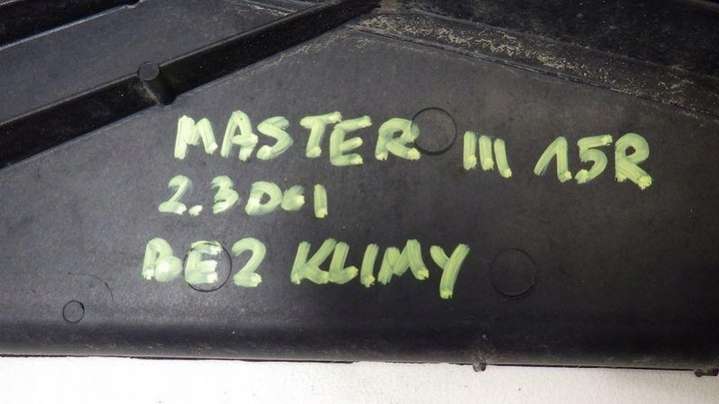 MASTER III 15R
2.3 DCI
BEZ KLIMY